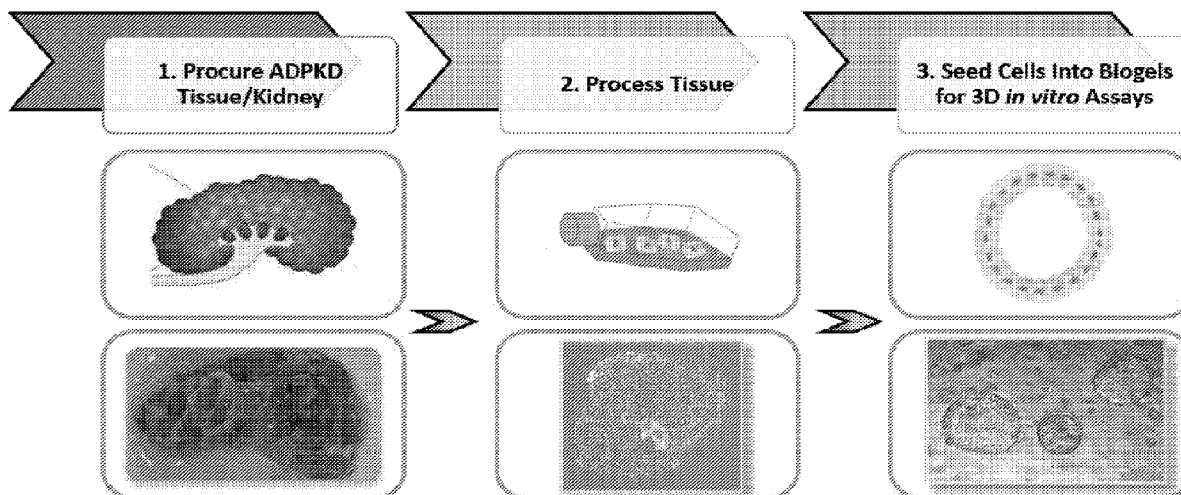 1. Procure ADPKD
Tissue/Kidney
2. Process Tissue
3. Seed Cells Into Biogels
for 3D in vitro Assays